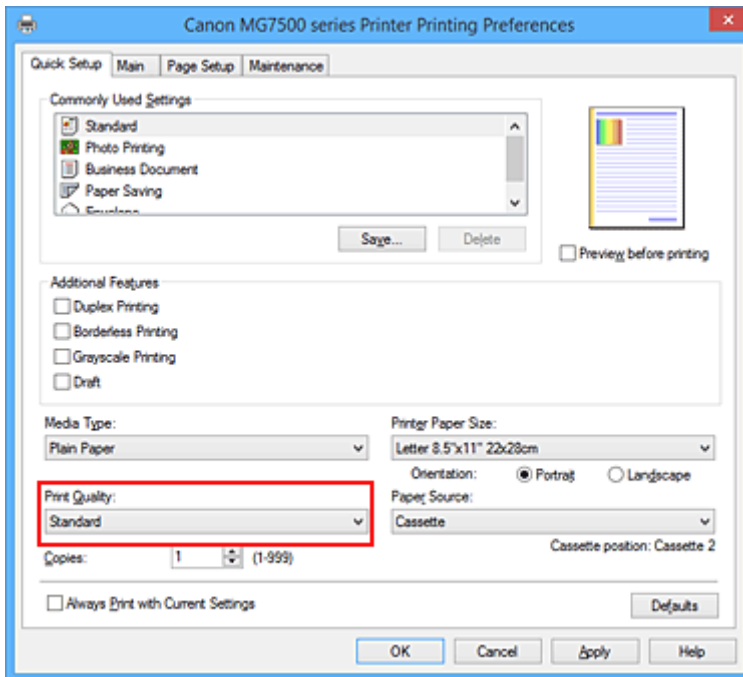 Canon MG7500 series Printer Printing Preferences
Quick Setup Main Page Setup Maintenance
Commonly Used Settings
Standard
Photo Printing
Business Document
Paper Saving
Envelope
Save... Delete
Preview before printing
Additional Features
Duplex Printing
Borderless Printing
Grayscale Printing
Draft
Media Type: Printer Paper Size:
Plain Paper Letter 8.5"x11" 22x28cm
Orientation: Portrait Landscape
Print Quality: Paper Source:
Standard Cassette
Cassette position: Cassette 2
Copies: 1 (1-999)
Always Print with Current Settings Defaults
OK Cancel Apply Help